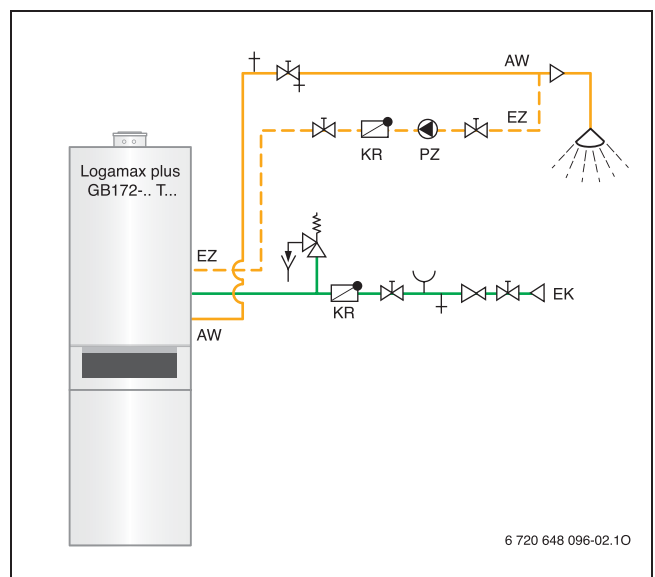 AW
EZ
KR
PZ
Logamax plus
GB172-.. T...
EZ
KR
EK
AW
6 720 648 096-02.1O